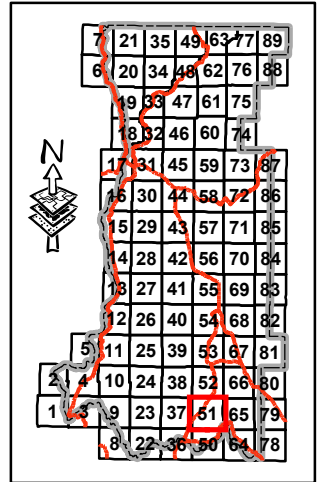 7 21 35 49 63 77 89
6 20 34 48 62 76 88
19 33 47 61 75
18 32 46 60 74
N 17 31 45 59 73 87
16 30 44 58 72 86
15 29 43 57 71 85
14 28 42 56 70 84
13 27 41 55 69 83
12 26 40 54 68 82
5 11 25 39 53 67 81
2 4 10 24 38 52 66 80
1 3 9 23 37 51 65 79
8 22 36 50 64 78